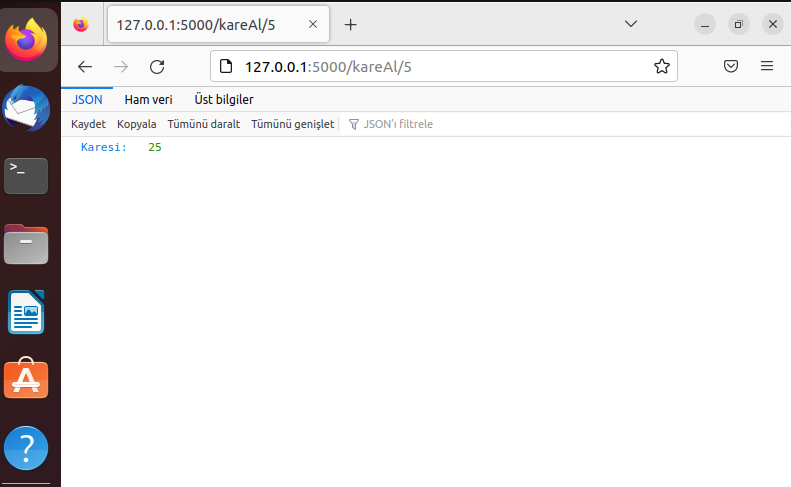 127.0.0.1:5000/kareAl/5
127.0.0.1:5000/kareAl/5
JSON Ham veri Üst bilgiler
Kaydet Kopyala Tümünü daralt Tümünü genişlet JSON'ı filtrele
Karesi: 25